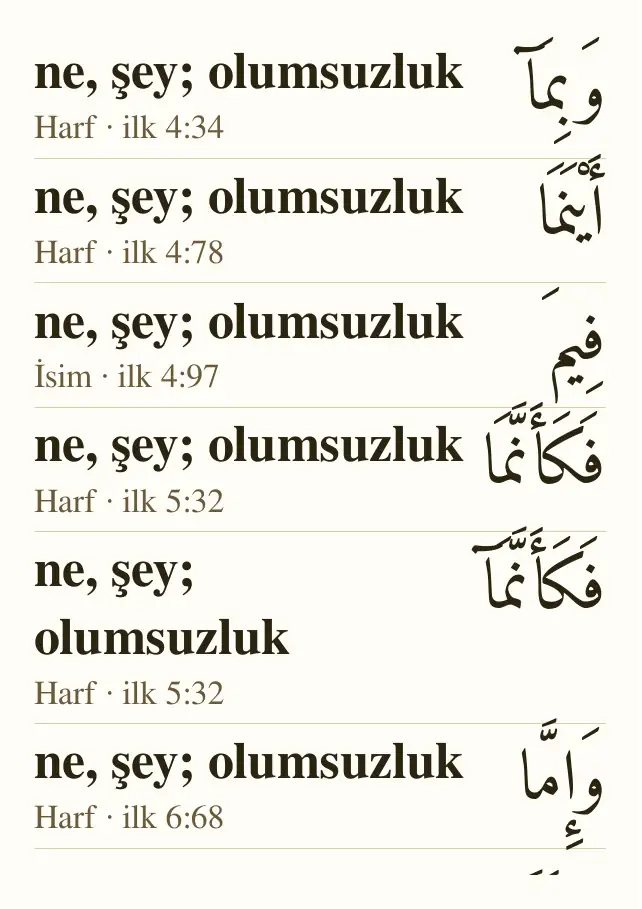 ne, şey; olumsuzluk وَبِمَآ
Harf · ilk 4:34
ne, şey; olumsuzluk أَيْنَمَا
Harf · ilk 4:78
ne, şey; olumsuzluk فِيمَ
İsim · ilk 4:97
ne, şey; olumsuzluk فَكَأَنَّمَا
Harf · ilk 5:32
ne, şey; فَكَأَنَّمَآ
olumsuzluk
Harf · ilk 5:32
ne, şey; olumsuzluk وَإِمَّا
Harf · ilk 6:68